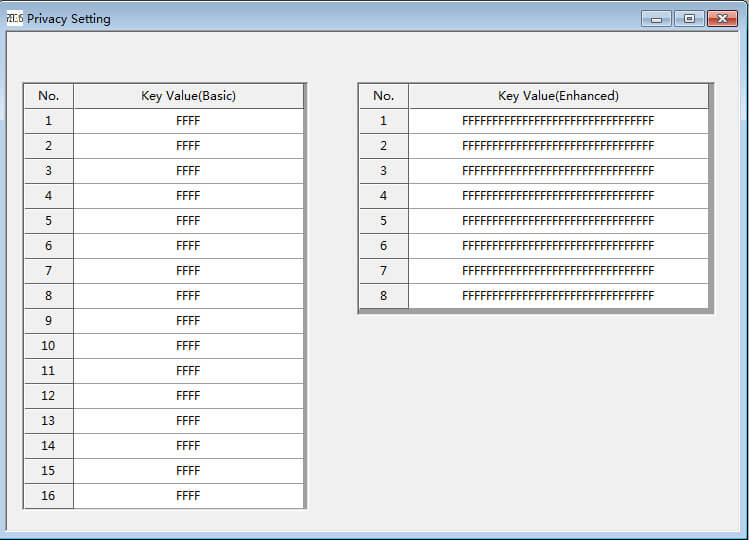 Privacy Setting
No. Key Value(Basic)
1 FFFF
2 FFFF
3 FFFF
4 FFFF
5 FFFF
6 FFFF
7 FFFF
8 FFFF
9 FFFF
10 FFFF
11 FFFF
12 FFFF
13 FFFF
14 FFFF
15 FFFF
16 FFFF
No. Key Value(Enhanced)
1 FFFFFFFFFFFFFFFFFFFFFFFFFFFFFFFF
2 FFFFFFFFFFFFFFFFFFFFFFFFFFFFFFFF
3 FFFFFFFFFFFFFFFFFFFFFFFFFFFFFFFF
4 FFFFFFFFFFFFFFFFFFFFFFFFFFFFFFFF
5 FFFFFFFFFFFFFFFFFFFFFFFFFFFFFFFF
6 FFFFFFFFFFFFFFFFFFFFFFFFFFFFFFFF
7 FFFFFFFFFFFFFFFFFFFFFFFFFFFFFFFF
8 FFFFFFFFFFFFFFFFFFFFFFFFFFFFFFFF